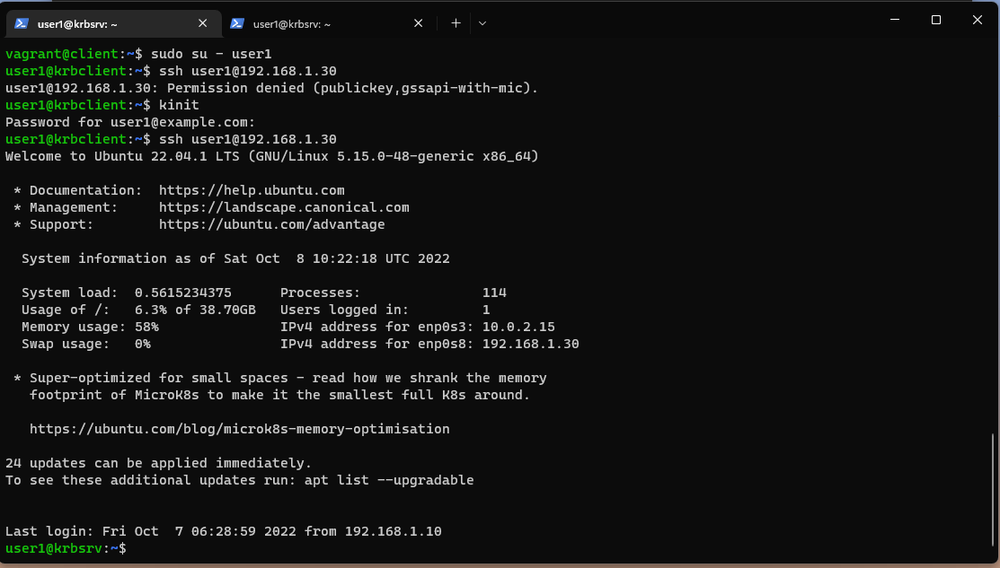 user1@krbsrv: ~
user1@krbsrv: ~
vagrant@client:~$ sudo su - user1
user1@krbclient:~$ ssh user1@192.168.1.30
user1@192.168.1.30: Permission denied (publickey,gssapi-with-mic).
user1@krbclient:~$ kinit
Password for user1@example.com:
user1@krbclient:~$ ssh user1@192.168.1.30
Welcome to Ubuntu 22.04.1 LTS (GNU/Linux 5.15.0-48-generic x86_64)
* Documentation:  https://help.ubuntu.com
* Management:     https://landscape.canonical.com
* Support:        https://ubuntu.com/advantage
System information as of Sat Oct  8 10:22:18 UTC 2022
System load:  0.5615234375      Processes:               114
Usage of /:   6.3% of 38.70GB   Users logged in:         1
Memory usage: 58%               IPv4 address for enp0s3: 10.0.2.15
Swap usage:   0%                IPv4 address for enp0s8: 192.168.1.30
* Super-optimized for small spaces - read how we shrank the memory
footprint of MicroK8s to make it the smallest full K8s around.
https://ubuntu.com/blog/microk8s-memory-optimisation
24 updates can be applied immediately.
To see these additional updates run: apt list --upgradable
Last login: Fri Oct  7 06:28:59 2022 from 192.168.1.10
user1@krbsrv:~$